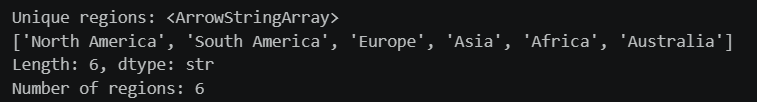 Unique regions: <ArrowStringArray>
['North America', 'South America', 'Europe', 'Asia', 'Africa', 'Australia']
Length: 6, dtype: str
Number of regions: 6